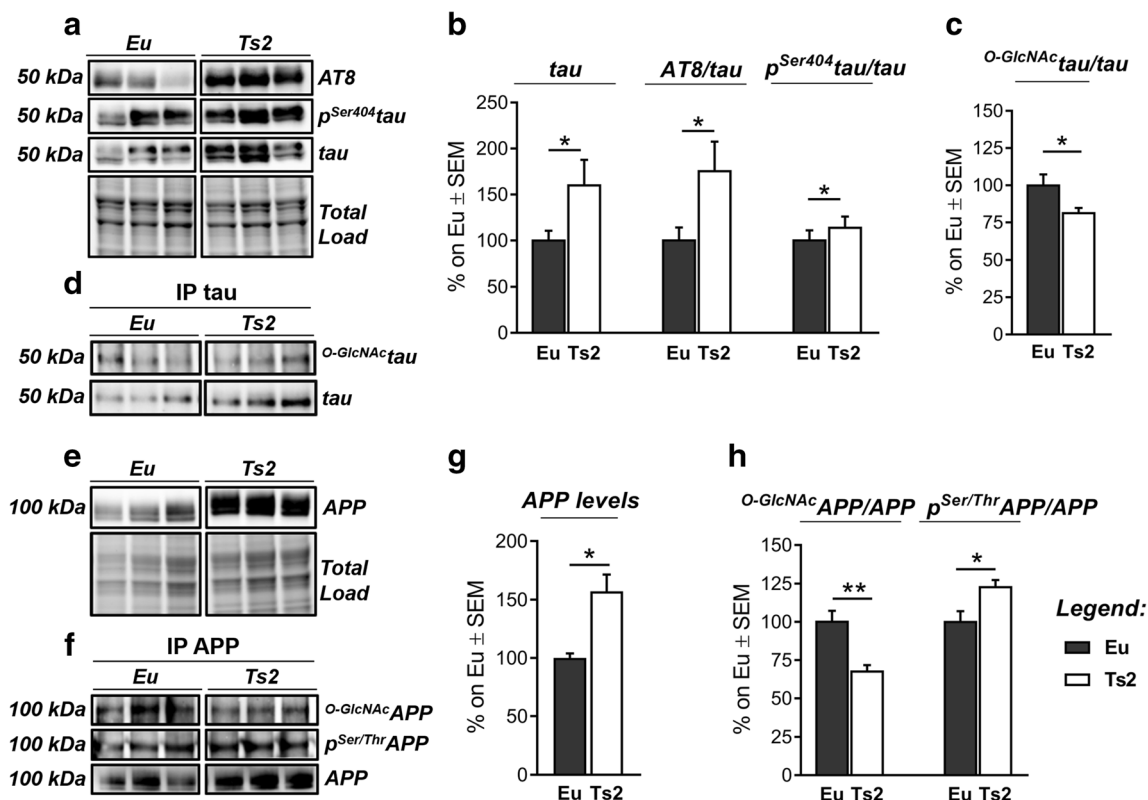 a
Eu Ts2
50 kDa AT8
50 kDa pSer404tau
50 kDa tau
Total
Load
b
tau AT8/tau pSer404tau/tau
% on Eu ± SEM
250
200
150
100
50
0
* * *
Eu Ts2 Eu Ts2 Eu Ts2
c
O-GlcNActau/tau
% on Eu ± SEM
150
125
100
75
50
25
0
*
Eu Ts2
d
IP tau
Eu Ts2
50 kDa O-GlcNActau
50 kDa tau
e
Eu Ts2
100 kDa APP
Total
Load
f
IP APP
Eu Ts2
100 kDa O-GlcNAcAPP
100 kDa pSer/ThrAPP
100 kDa APP
g
APP levels
% on Eu ± SEM
200
150
100
50
0
*
Eu Ts2
h
O-GlcNAcAPP/APP pSer/ThrAPP/APP
% on Eu ± SEM
150
125
100
75
50
25
0
** *
Eu Ts2 Eu Ts2
Legend:
Eu
Ts2